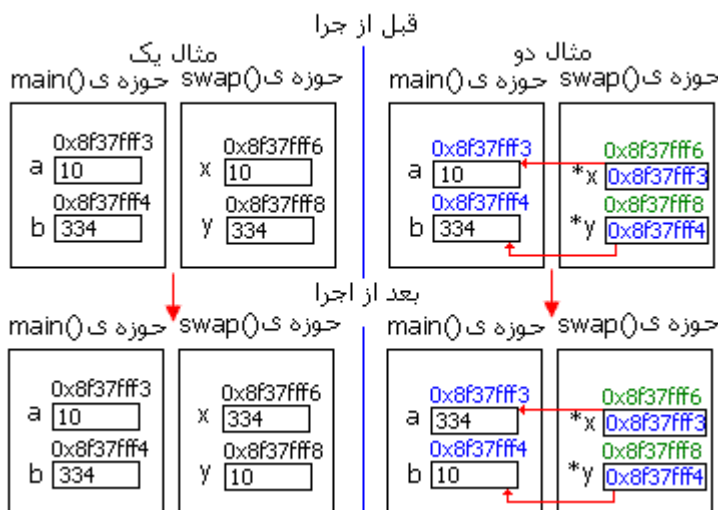 قبل از جرا
مثال یک
مثال دو
حوزه ی main()
حوزه ی swap()
حوزه ی main()
حوزه ی swap()
0x8f37fff3
a 10
0x8f37fff4
b 334
0x8f37fff6
x 10
0x8f37fff8
y 334
0x8f37fff3
a 10
0x8f37fff4
b 334
0x8f37fff6
*x 0x8f37fff3
0x8f37fff8
*y 0x8f37fff4
بعد از اجرا
حوزه ی main()
حوزه ی swap()
حوزه ی main()
حوزه ی swap()
0x8f37fff3
a 10
0x8f37fff4
b 334
0x8f37fff6
x 334
0x8f37fff8
y 10
0x8f37fff3
a 334
0x8f37fff4
b 10
0x8f37fff6
*x 0x8f37fff3
0x8f37fff8
*y 0x8f37fff4